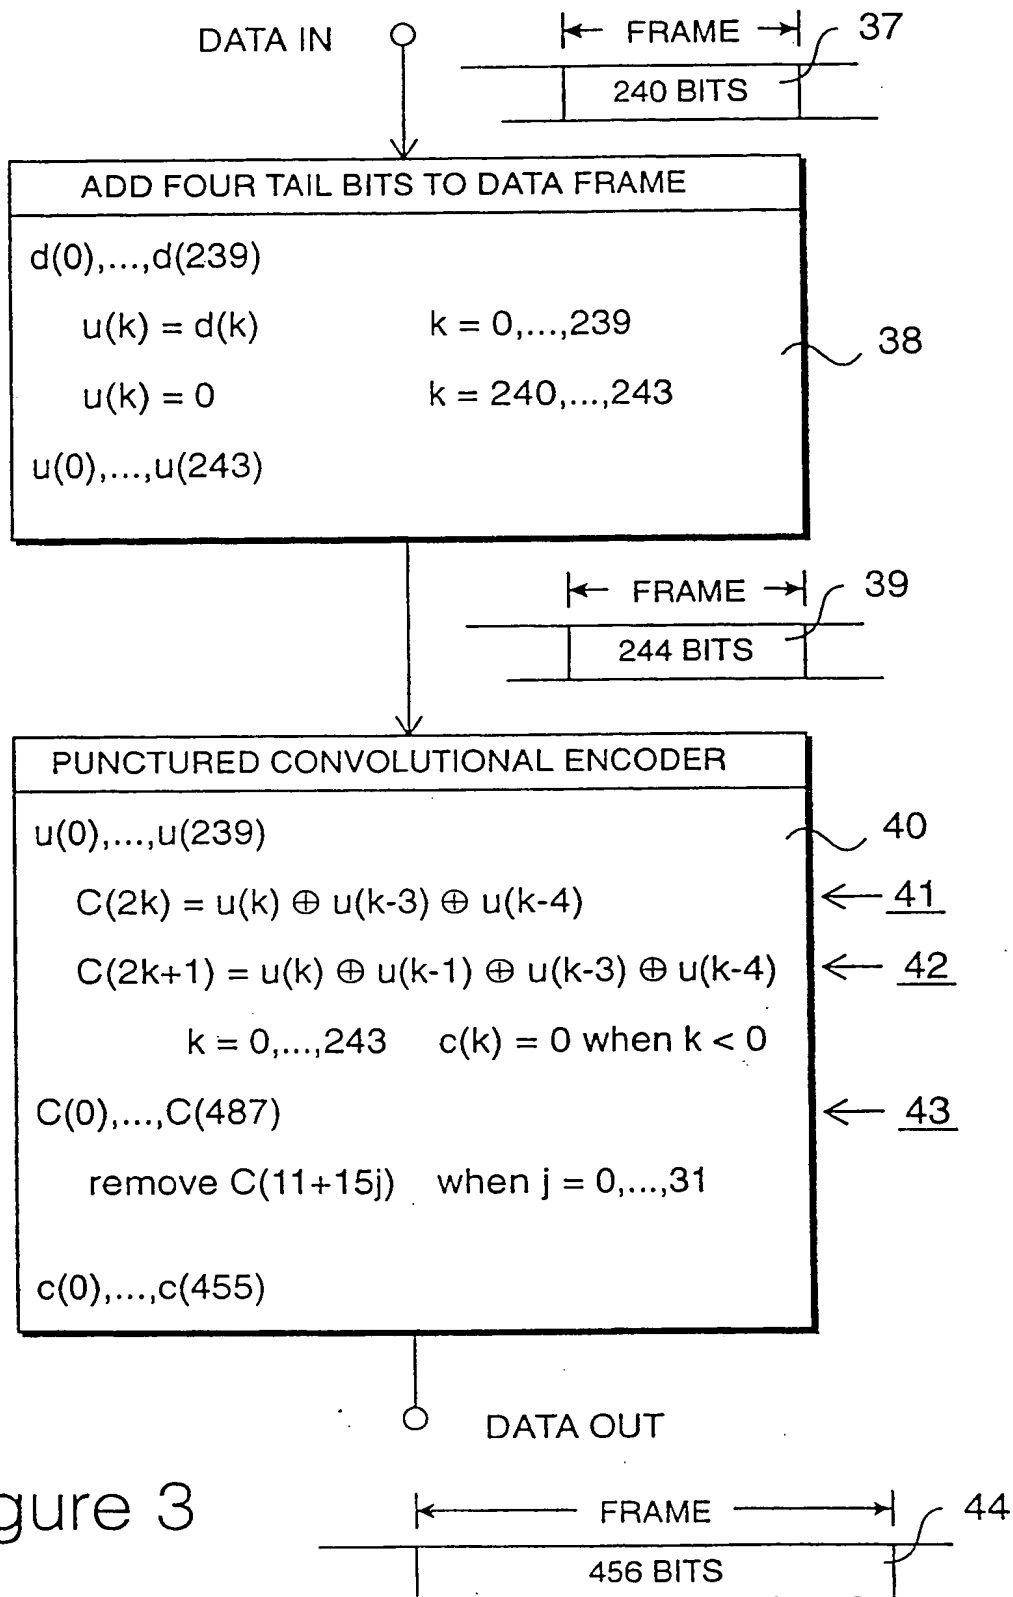 DATA IN
FRAME
37
240 BITS
ADD FOUR TAIL BITS TO DATA FRAME
d(0),...,d(239)
u(k) = d(k) k = 0,...,239
38
u(k) = 0 k = 240,...,243
u(0),...,u(243)
FRAME
39
244 BITS
PUNCTURED CONVOLUTIONAL ENCODER
u(0),...,u(239)
40
C(2k) = u(k) ⊕ u(k-3) ⊕ u(k-4)
41
C(2k+1) = u(k) ⊕ u(k-1) ⊕ u(k-3) ⊕ u(k-4)
42
k = 0,...,243 c(k) = 0 when k < 0
C(0),...,C(487)
43
remove C(11+15j) when j = 0,...,31
c(0),...,c(455)
DATA OUT
gure 3
FRAME
44
456 BITS